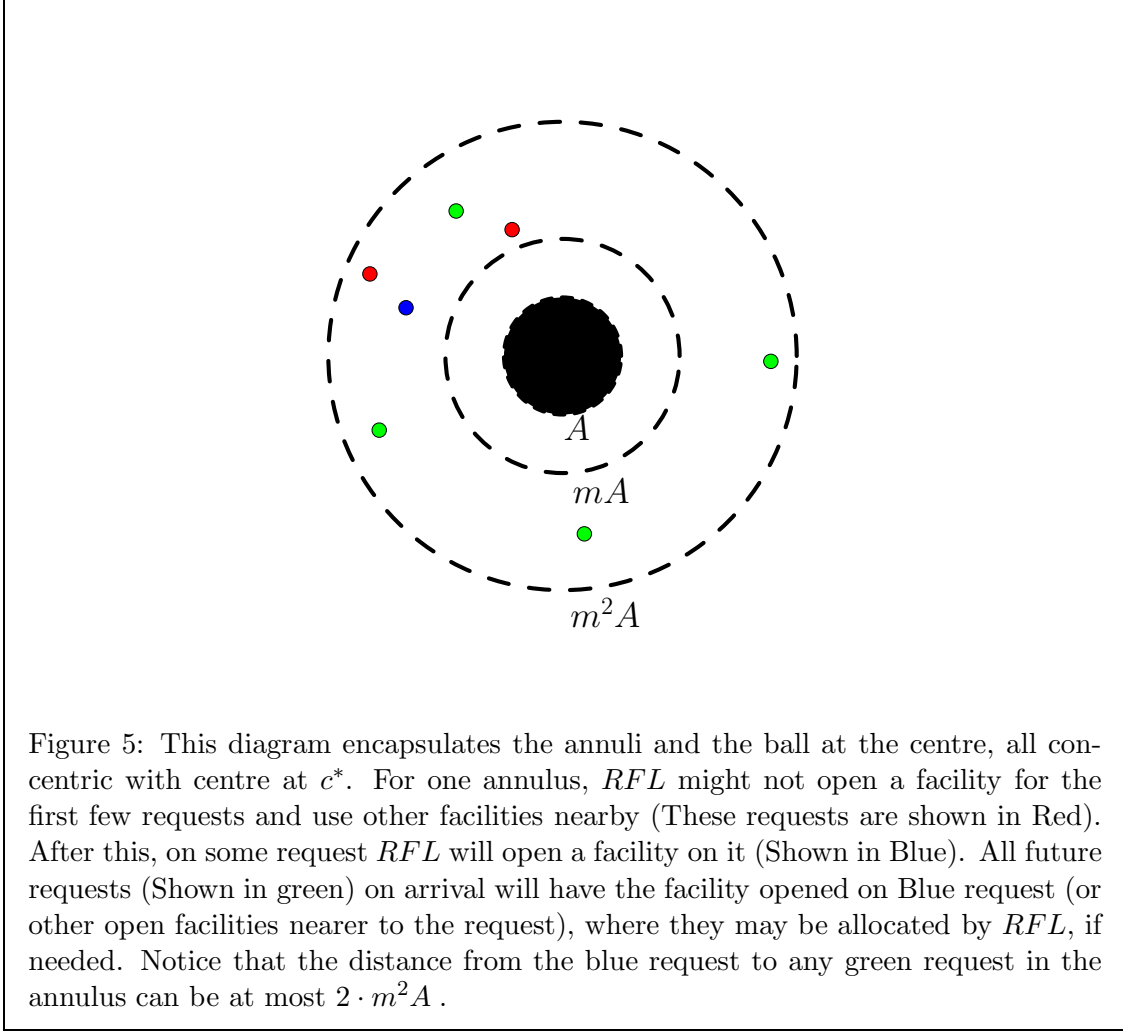 A
mA
m²A
Figure 5: This diagram encapsulates the annuli and the ball at the centre, all con-
centric with centre at c*. For one annulus, RFL might not open a facility for the
first few requests and use other facilities nearby (These requests are shown in Red).
After this, on some request RFL will open a facility on it (Shown in Blue). All future
requests (Shown in green) on arrival will have the facility opened on Blue request (or
other open facilities nearer to the request), where they may be allocated by RFL, if
needed. Notice that the distance from the blue request to any green request in the
annulus can be at most 2 · m²A .